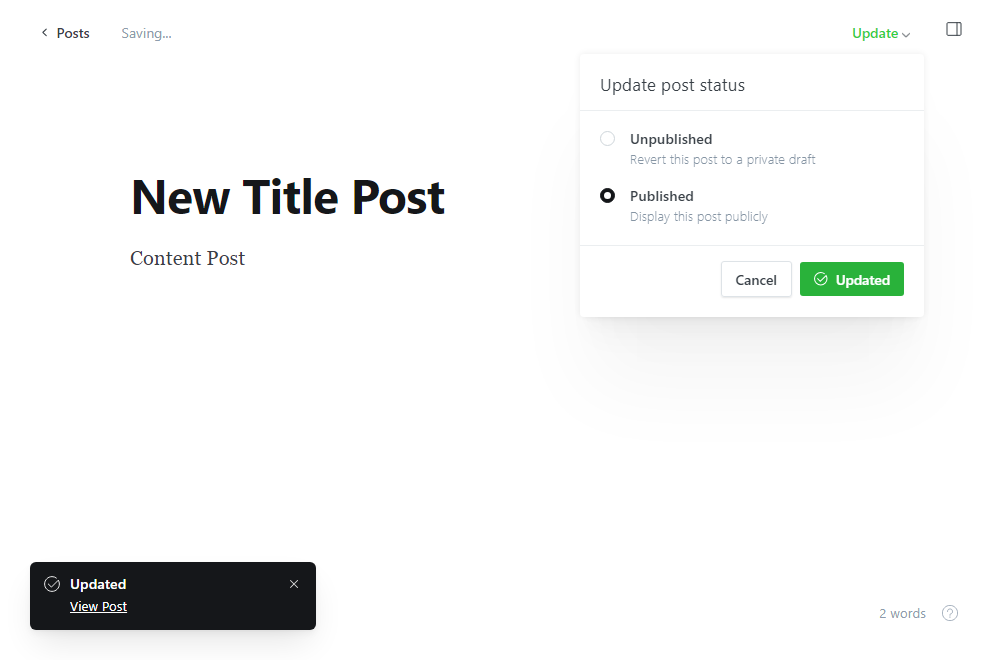 Posts
Saving...
Update
Update post status
Unpublished
Revert this post to a private draft
Published
Display this post publicly
Cancel
Updated
New Title Post
Content Post
Updated
View Post
2 words
?